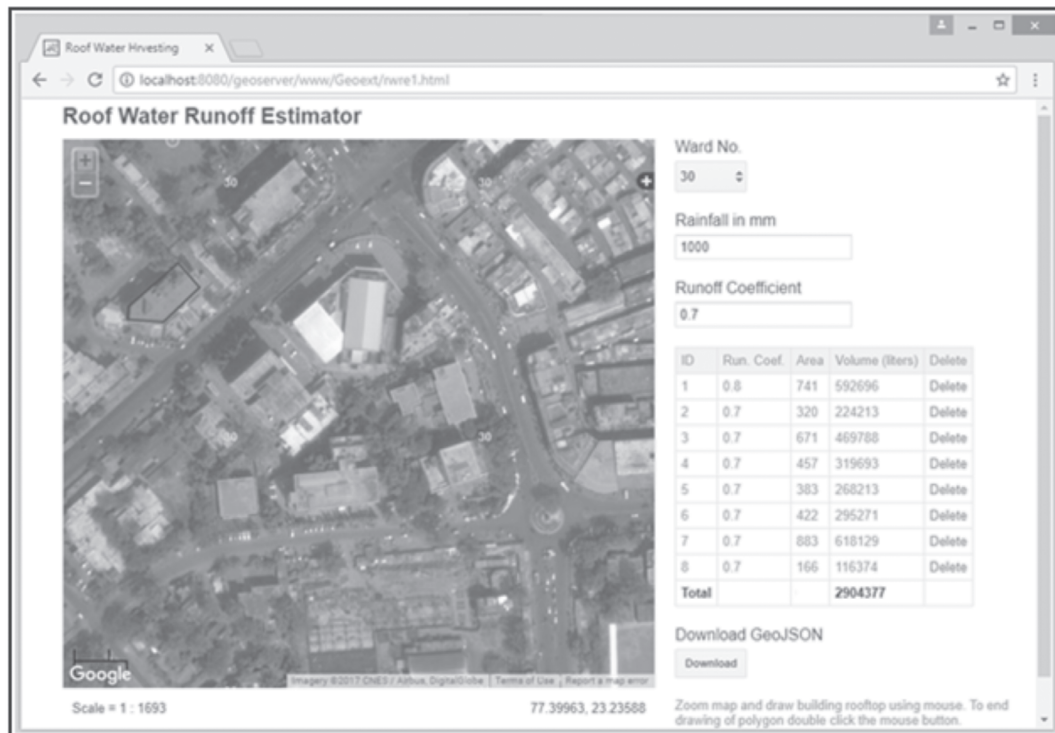 Roof Water Hrvesting
localhost:8080/geoserver/www/Geoext/rwre1.html
Roof Water Runoff Estimator
Ward No.
30
Rainfall in mm
1000
Runoff Coefficient
0.7
30
30
30
30
ID Run. Coef. Area Volume (liters) Delete
1 0.8 741 592696 Delete
2 0.7 320 224213 Delete
3 0.7 671 469788 Delete
4 0.7 457 319693 Delete
5 0.7 383 268213 Delete
6 0.7 422 295271 Delete
7 0.7 883 618129 Delete
8 0.7 166 116374 Delete
Total 2904377
Download GeoJSON
Download
Google
Imagery ©2017 CNES / Airbus, DigitalGlobe | Terms of Use | Report a map error
Scale = 1 : 1693
77.39963, 23.23588
Zoom map and draw building rooftop using mouse. To end
drawing of polygon double click the mouse button.